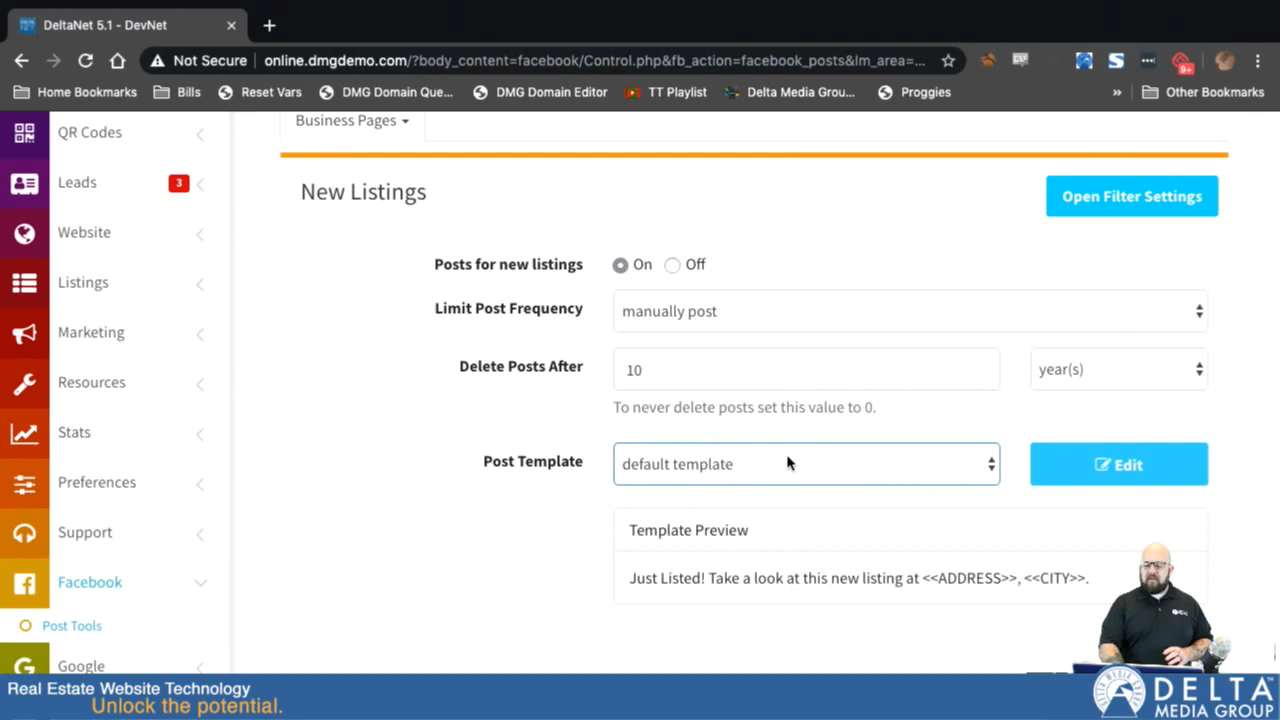 DeltaNet 5.1 - DevNet
Not Secure online.dmgdemo.com/?body_content=facebook/Control.php&fb_action=facebook_posts&lm_area=...
9+
Home Bookmarks Bills Reset Vars DMG Domain Que... DMG Domain Editor TT Playlist Delta Media Grou... Proggies » Other Bookmarks
QR Codes
Leads 3
Website
Listings
Marketing
Resources
Stats
Preferences
Support
Facebook
Post Tools
Google
Business Pages
New Listings
Open Filter Settings
Posts for new listings On Off
Limit Post Frequency manually post
Delete Posts After 10 year(s)
To never delete posts set this value to 0.
Post Template default template Edit
Template Preview
Just Listed! Take a look at this new listing at <<ADDRESS>>, <<CITY>>.
Real Estate Website Technology
Unlock the potential.
DELTA
MEDIA GROUP